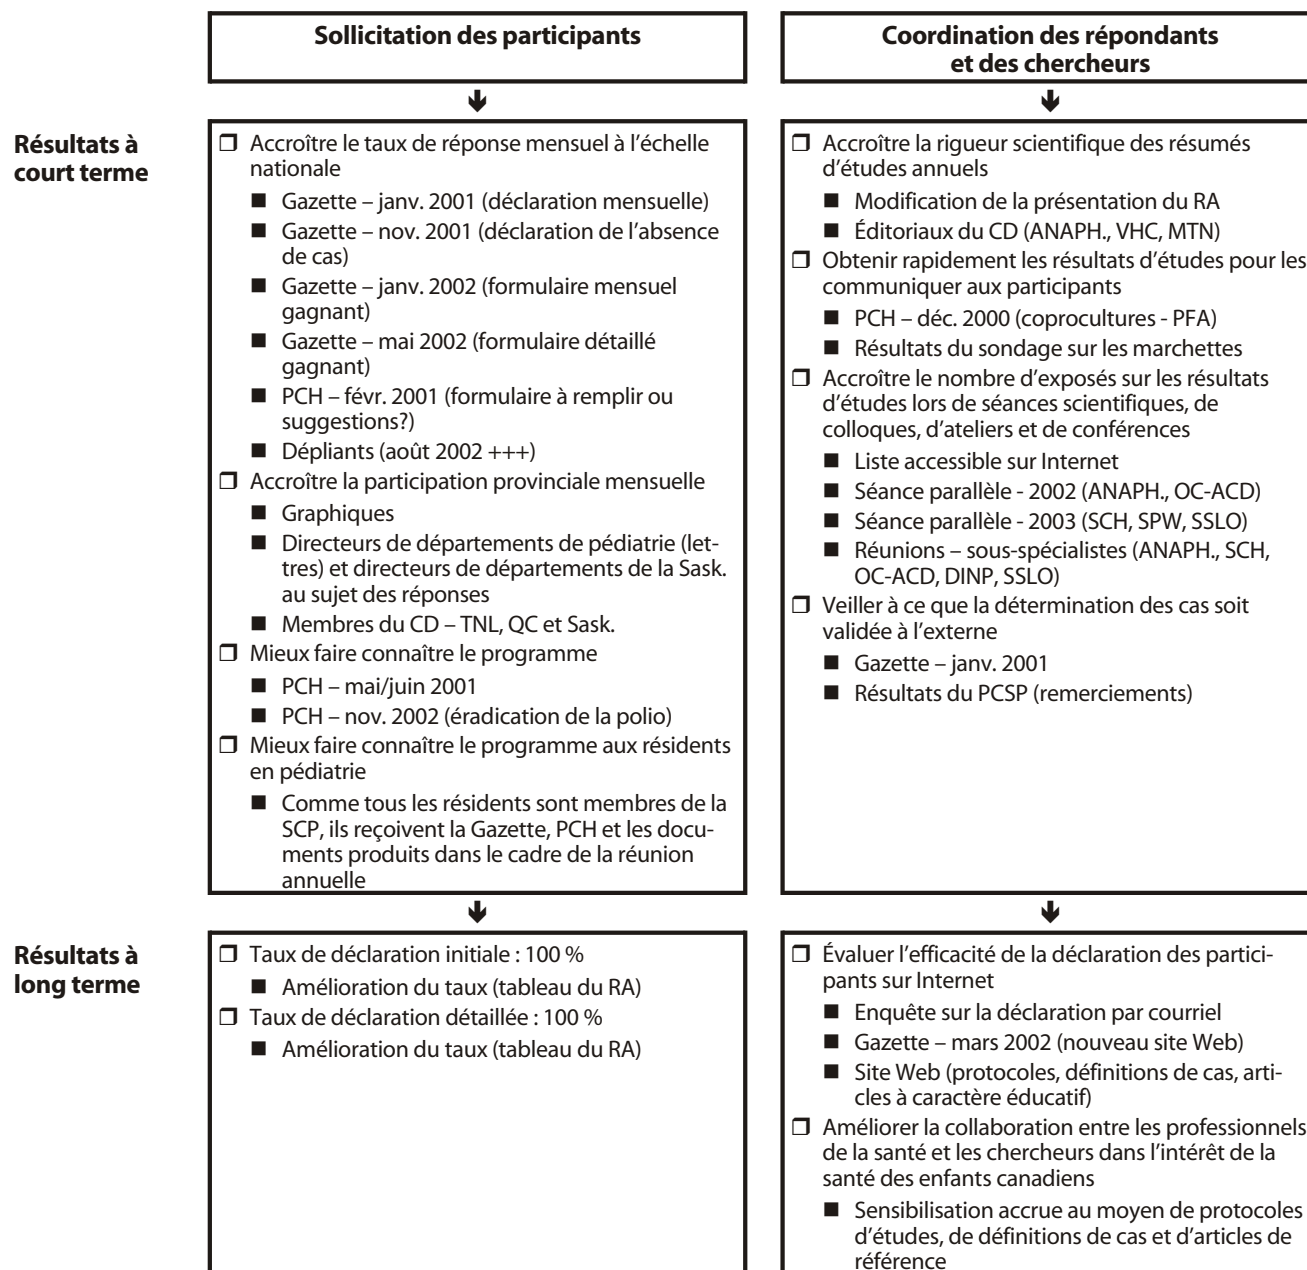 Sollicitation des participants
Coordination des répondants
et des chercheurs
Résultats à
court terme
❒ Accroître le taux de réponse mensuel à l'échelle
nationale
■ Gazette – janv. 2001 (déclaration mensuelle)
■ Gazette – nov. 2001 (déclaration de l'absence
de cas)
■ Gazette – janv. 2002 (formulaire mensuel
gagnant)
■ Gazette – mai 2002 (formulaire détaillé
gagnant)
■ PCH – févr. 2001 (formulaire à remplir ou
suggestions?)
■ Dépliants (août 2002 +++)
❒ Accroître la participation provinciale mensuelle
■ Graphiques
■ Directeurs de départements de pédiatrie (let-
tres) et directeurs de départements de la Sask.
au sujet des réponses
■ Membres du CD – TNL, QC et Sask.
❒ Mieux faire connaître le programme
■ PCH – mai/juin 2001
■ PCH – nov. 2002 (éradication de la polio)
❒ Mieux faire connaître le programme aux résidents
en pédiatrie
■ Comme tous les résidents sont membres de la
SCP, ils reçoivent la Gazette, PCH et les docu-
ments produits dans le cadre de la réunion
annuelle
❒ Accroître la rigueur scientifique des résumés
d'études annuels
■ Modification de la présentation du RA
■ Éditoriaux du CD (ANAPH., VHC, MTN)
❒ Obtenir rapidement les résultats d'études pour les
communiquer aux participants
■ PCH – déc. 2000 (coprocultures - PFA)
■ Résultats du sondage sur les marchettes
❒ Accroître le nombre d'exposés sur les résultats
d'études lors de séances scientifiques, de
colloques, d'ateliers et de conférences
■ Liste accessible sur Internet
■ Séance parallèle - 2002 (ANAPH., OC-ACD)
■ Séance parallèle - 2003 (SCH, SPW, SSLO)
■ Réunions – sous-spécialistes (ANAPH., SCH,
OC-ACD, DINP, SSLO)
❒ Veiller à ce que la détermination des cas soit
validée à l'externe
■ Gazette – janv. 2001
■ Résultats du PCSP (remerciements)
Résultats à
long terme
❒ Taux de déclaration initiale : 100 %
■ Amélioration du taux (tableau du RA)
❒ Taux de déclaration détaillée : 100 %
■ Amélioration du taux (tableau du RA)
❒ Évaluer l'efficacité de la déclaration des partici-
pants sur Internet
■ Enquête sur la déclaration par courriel
■ Gazette – mars 2002 (nouveau site Web)
■ Site Web (protocoles, définitions de cas, arti-
cles à caractère éducatif)
❒ Améliorer la collaboration entre les professionnels
de la santé et les chercheurs dans l'intérêt de la
santé des enfants canadiens
■ Sensibilisation accrue au moyen de protocoles
d'études, de définitions de cas et d'articles de
référence